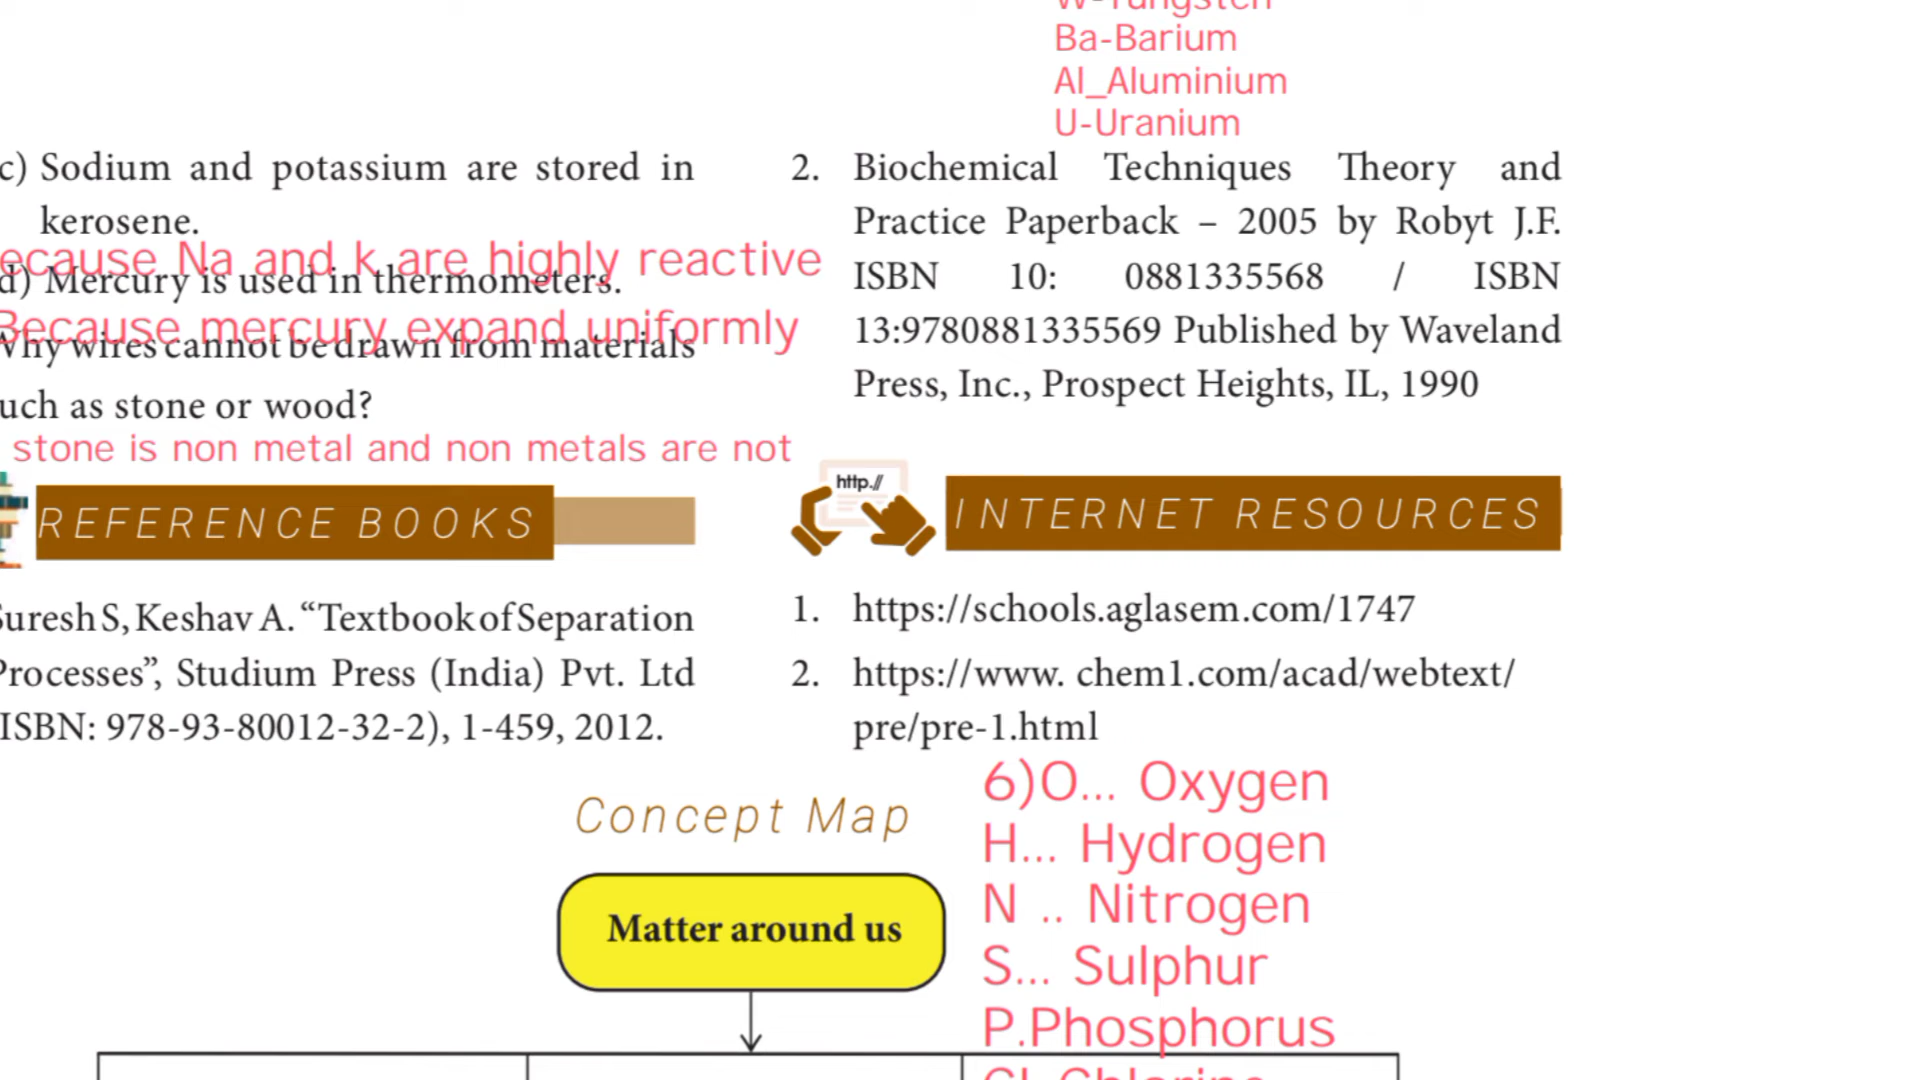 W-Tungsten
Ba-Barium
Al_Aluminium
U-Uranium
c) Sodium and potassium are stored in
kerosene.
ecause Na and k are highly reactive
d) Mercury is used in thermometers.
Because mercury expand uniformly
Why wires cannot be drawn from materials
uch as stone or wood?
stone is non metal and non metals are not
REFERENCE BOOKS
Suresh S, Keshav A. “Textbook of Separation
Processes”, Studium Press (India) Pvt. Ltd
ISBN: 978-93-80012-32-2), 1-459, 2012.
2. Biochemical Techniques Theory and
Practice Paperback – 2005 by Robyt J.F.
ISBN 10: 0881335568 / ISBN
13:9780881335569 Published by Waveland
Press, Inc., Prospect Heights, IL, 1990
http://
INTERNET RESOURCES
1. https://schools.aglasem.com/1747
2. https://www. chem1.com/acad/webtext/
pre/pre-1.html
6)O... Oxygen
H... Hydrogen
N .. Nitrogen
S... Sulphur
P.Phosphorus
Concept Map
Matter around us